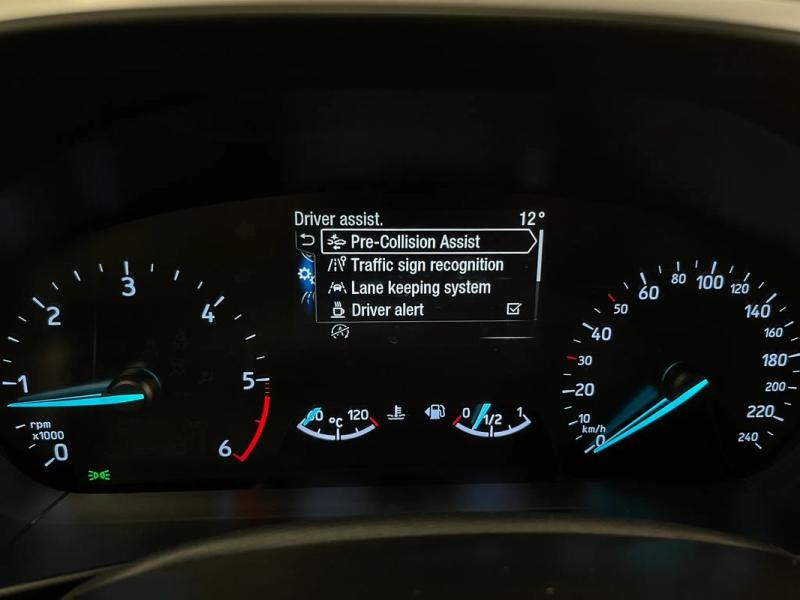 Driver assist. 12°
Pre-Collision Assist
Traffic sign recognition
Lane keeping system
Driver alert
0 1 2 3 4 5 6
rpm
x1000
60 120
°C
0 1/2 1
0 10 20 30 40 50 60 80 100 120 140 160 180 200 220 240
km/h